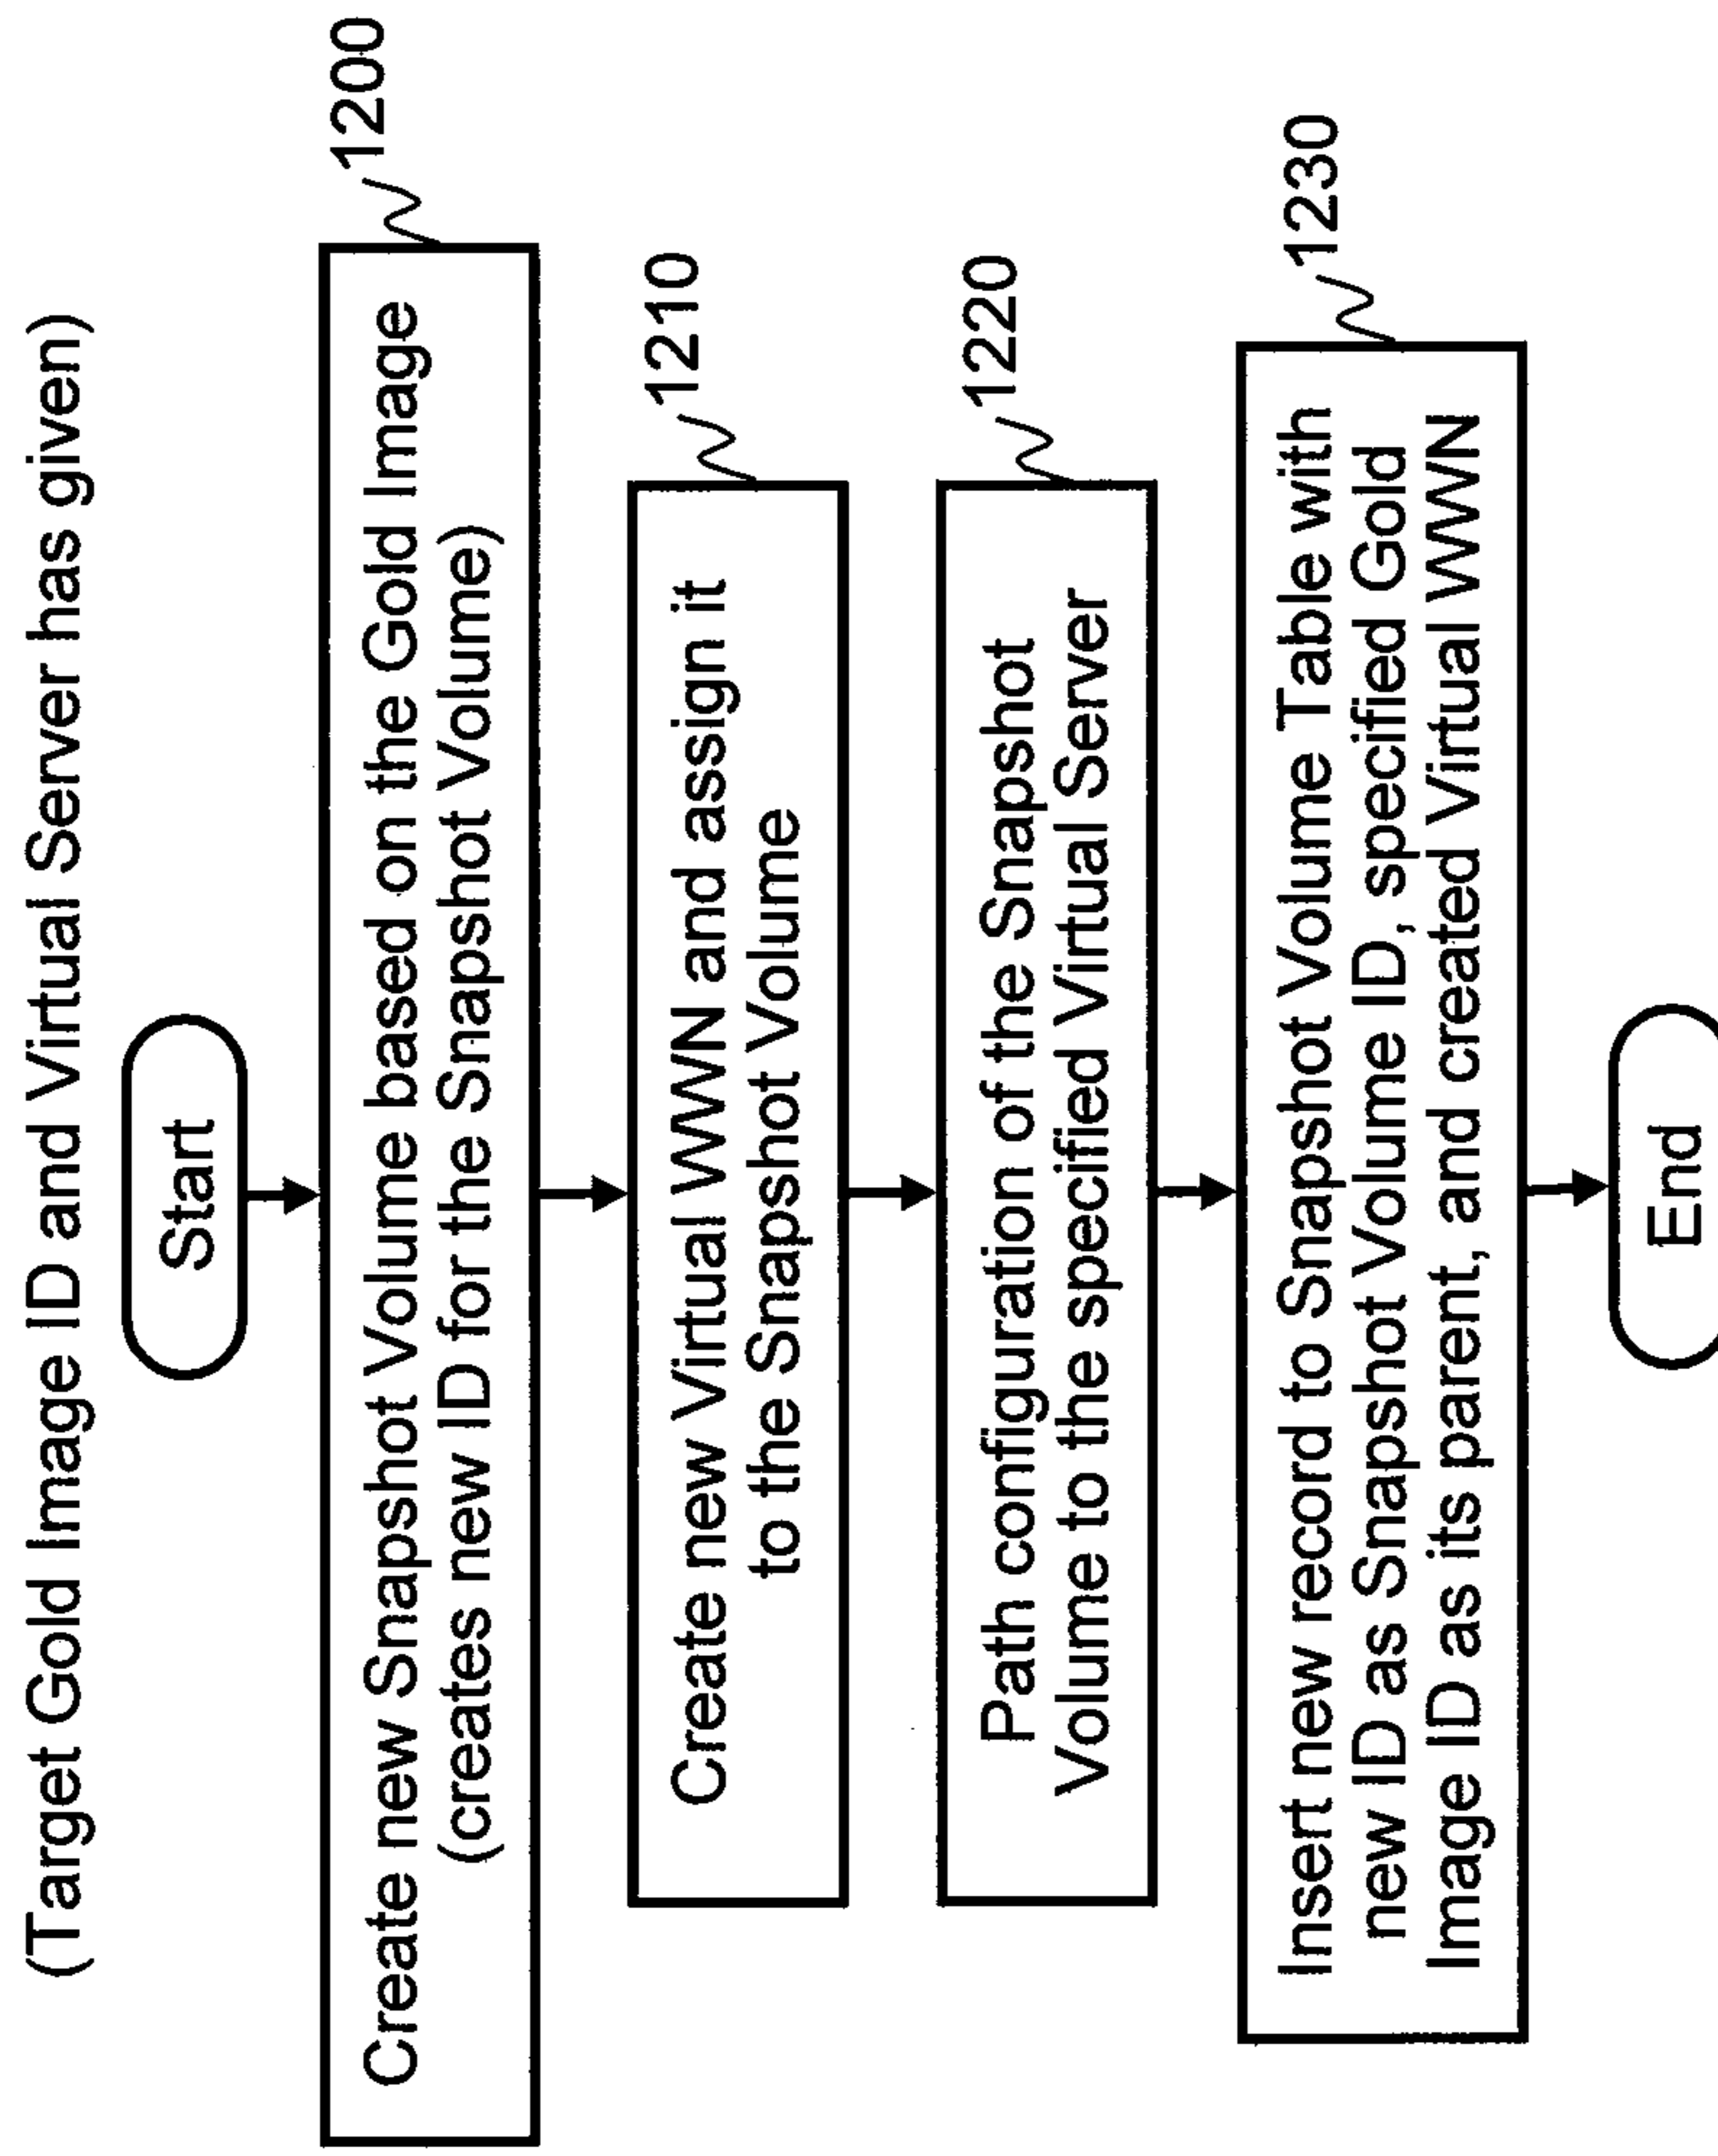 (Target Gold Image ID and Virtual Server has given)
Start
Create new Snapshot Volume based on the Gold Image
(creates new ID for the Snapshot Volume)
1200
Create new Virtual WWN and assign it
to the Snapshot Volume
1210
Path configuration of the Snapshot
Volume to the specified Virtual Server
1220
Insert new record to Snapshot Volume Table with
new ID as Snapshot Volume ID, specified Gold
Image ID as its parent, and created Virtual WWN
1230
End